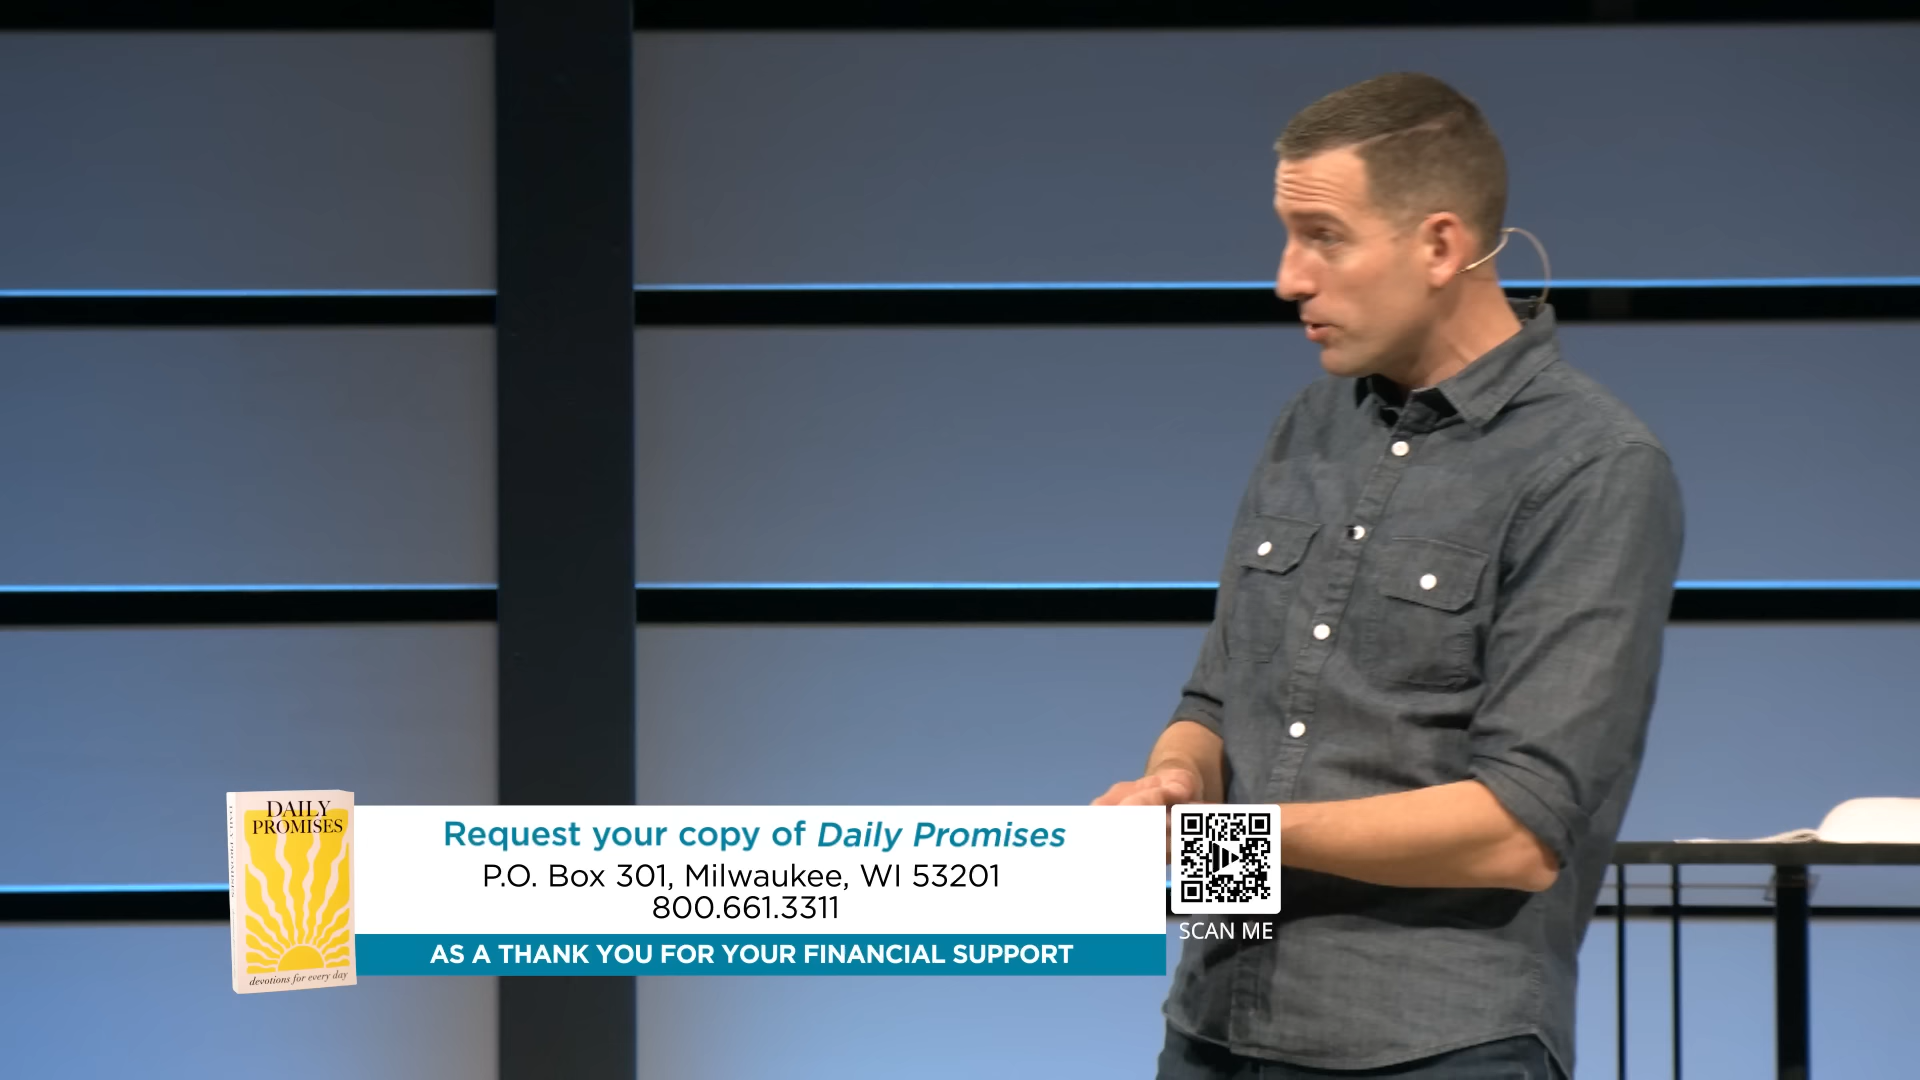 DAILY
PROMISES
devotions for every day
Request your copy of Daily Promises
P.O. Box 301, Milwaukee, WI 53201
800.661.3311
AS A THANK YOU FOR YOUR FINANCIAL SUPPORT
SCAN ME